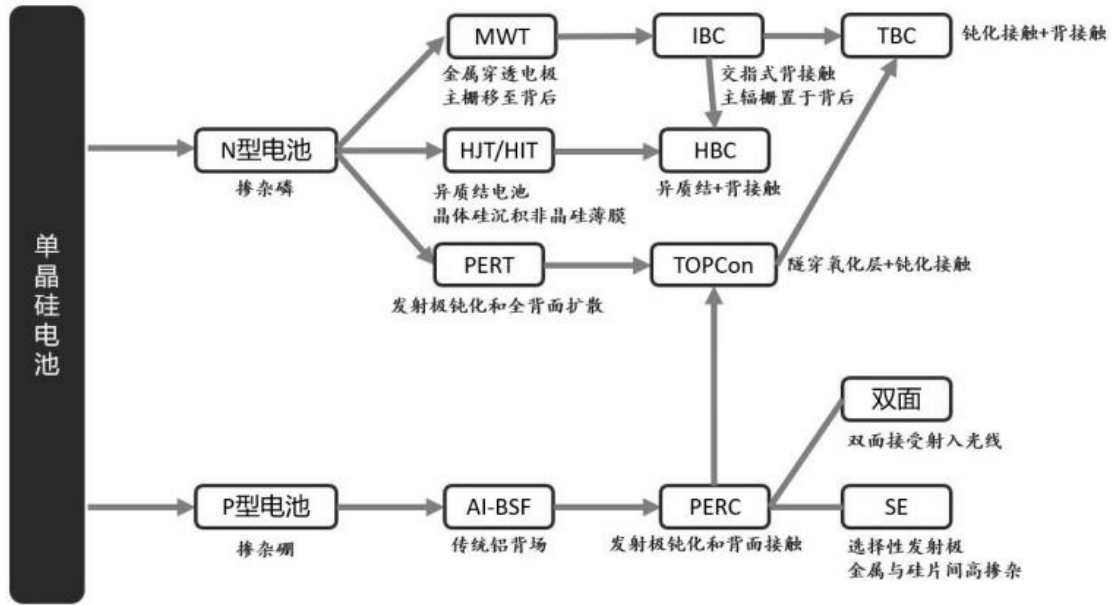 单晶硅电池
N型电池
掺杂磷
MWT
金属穿透电极
主栅移至背后
IBC
交指式背接触
主辐栅置于背后
TBC
钝化接触+背接触
HJT/HIT
异质结电池
晶体硅沉积非晶硅薄膜
HBC
异质结+背接触
PERT
发射极钝化和全背面扩散
TOPCon
隧穿氧化层+钝化接触
P型电池
掺杂硼
AI-BSF
传统铝背场
PERC
发射极钝化和背面接触
双面
双面接受射入光线
SE
选择性发射极
金属与硅片间高掺杂